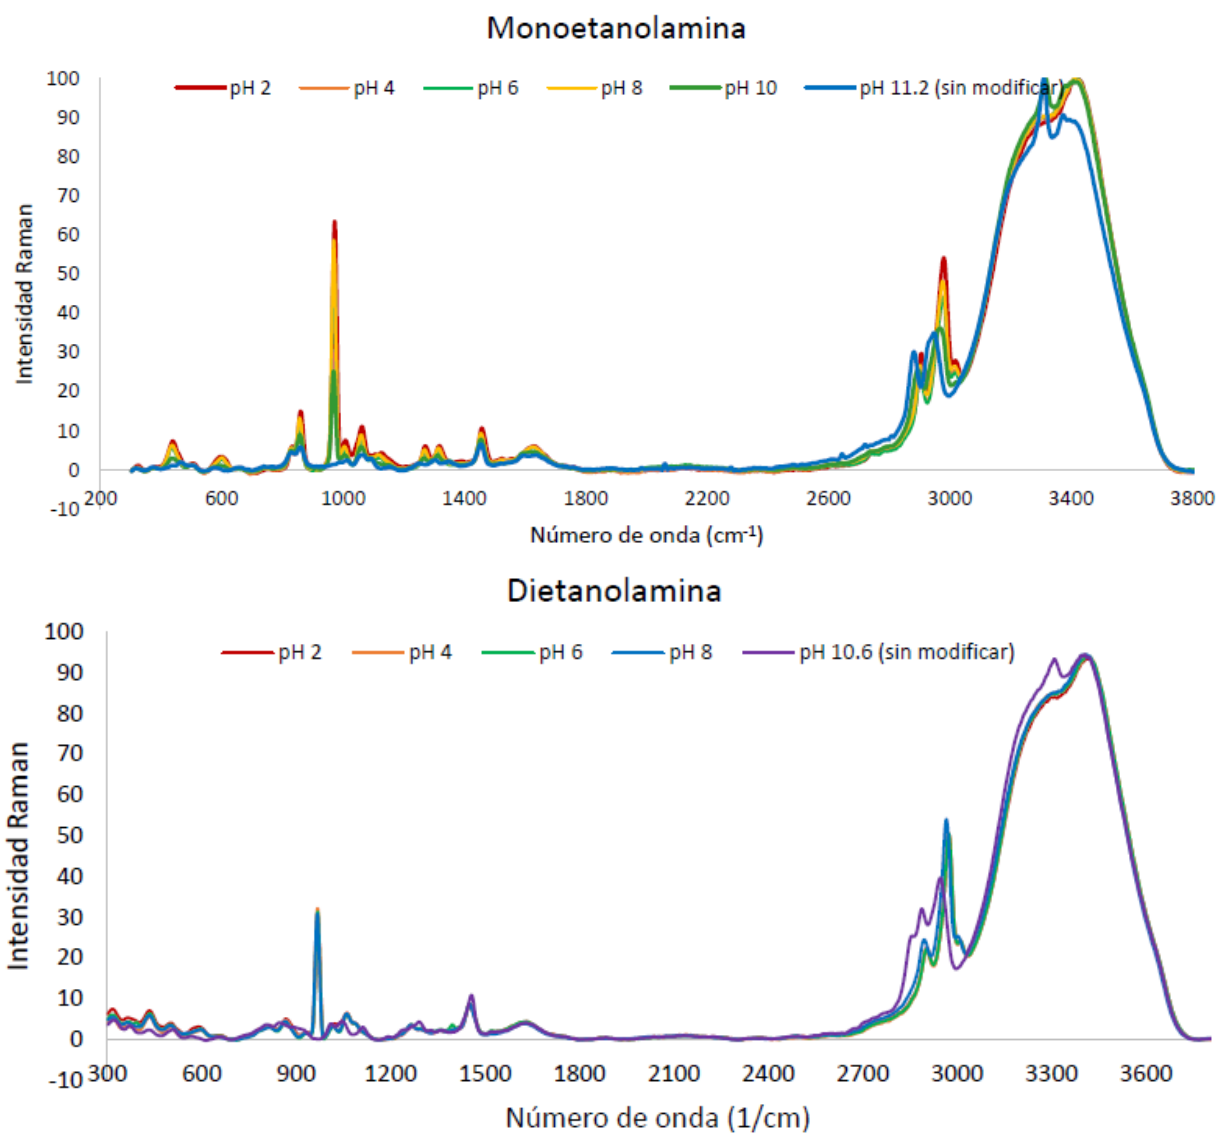 Monoetanolamina
100 pH 2 pH 4 pH 6 pH 8 pH 10 pH 11.2 (sin modificar)
90
80
70
60
50
40
30
20
10
0
-10
Intensidad Raman
200 600 1000 1400 1800 2200 2600 3000 3400 3800
Número de onda (cm-1)
Dietanolamina
100
pH 2 pH 4 pH 6 pH 8 pH 10.6 (sin modificar)
90
80
70
60
50
40
30
20
10
0
-10
Intensidad Raman
300 600 900 1200 1500 1800 2100 2400 2700 3000 3300 3600
Número de onda (1/cm)